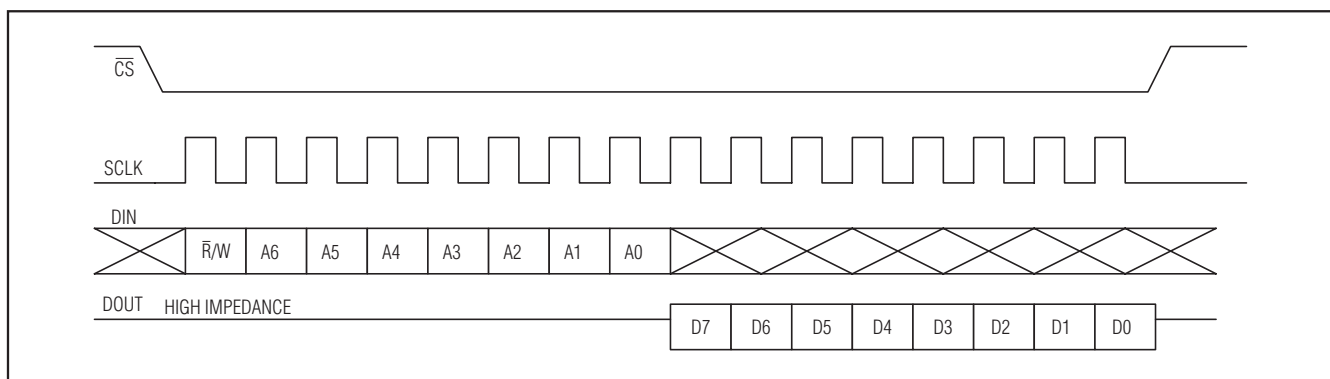 C̅S̅
SCLK
DIN
R̅/W A6 A5 A4 A3 A2 A1 A0
DOUT HIGH IMPEDANCE
D7 D6 D5 D4 D3 D2 D1 D0